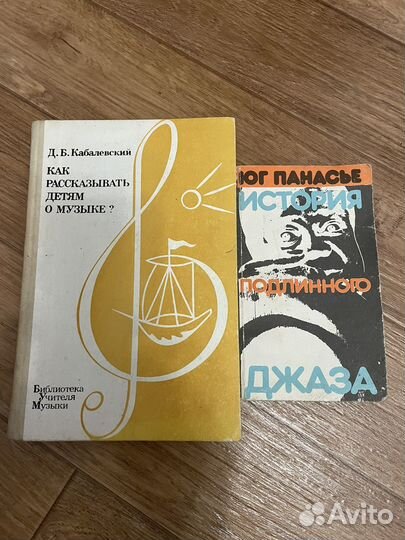 Д. Б. Кабалевский
КАК
РАССКАЗЫВАТЬ
ДЕТЯМ
О МУЗЫКЕ?
Библиотека
Учителя
Музыки
ЮГ ПАНАСЬЕ
ИСТОРИЯ
ПОДЛИННОГО
ДЖАЗА
Avito